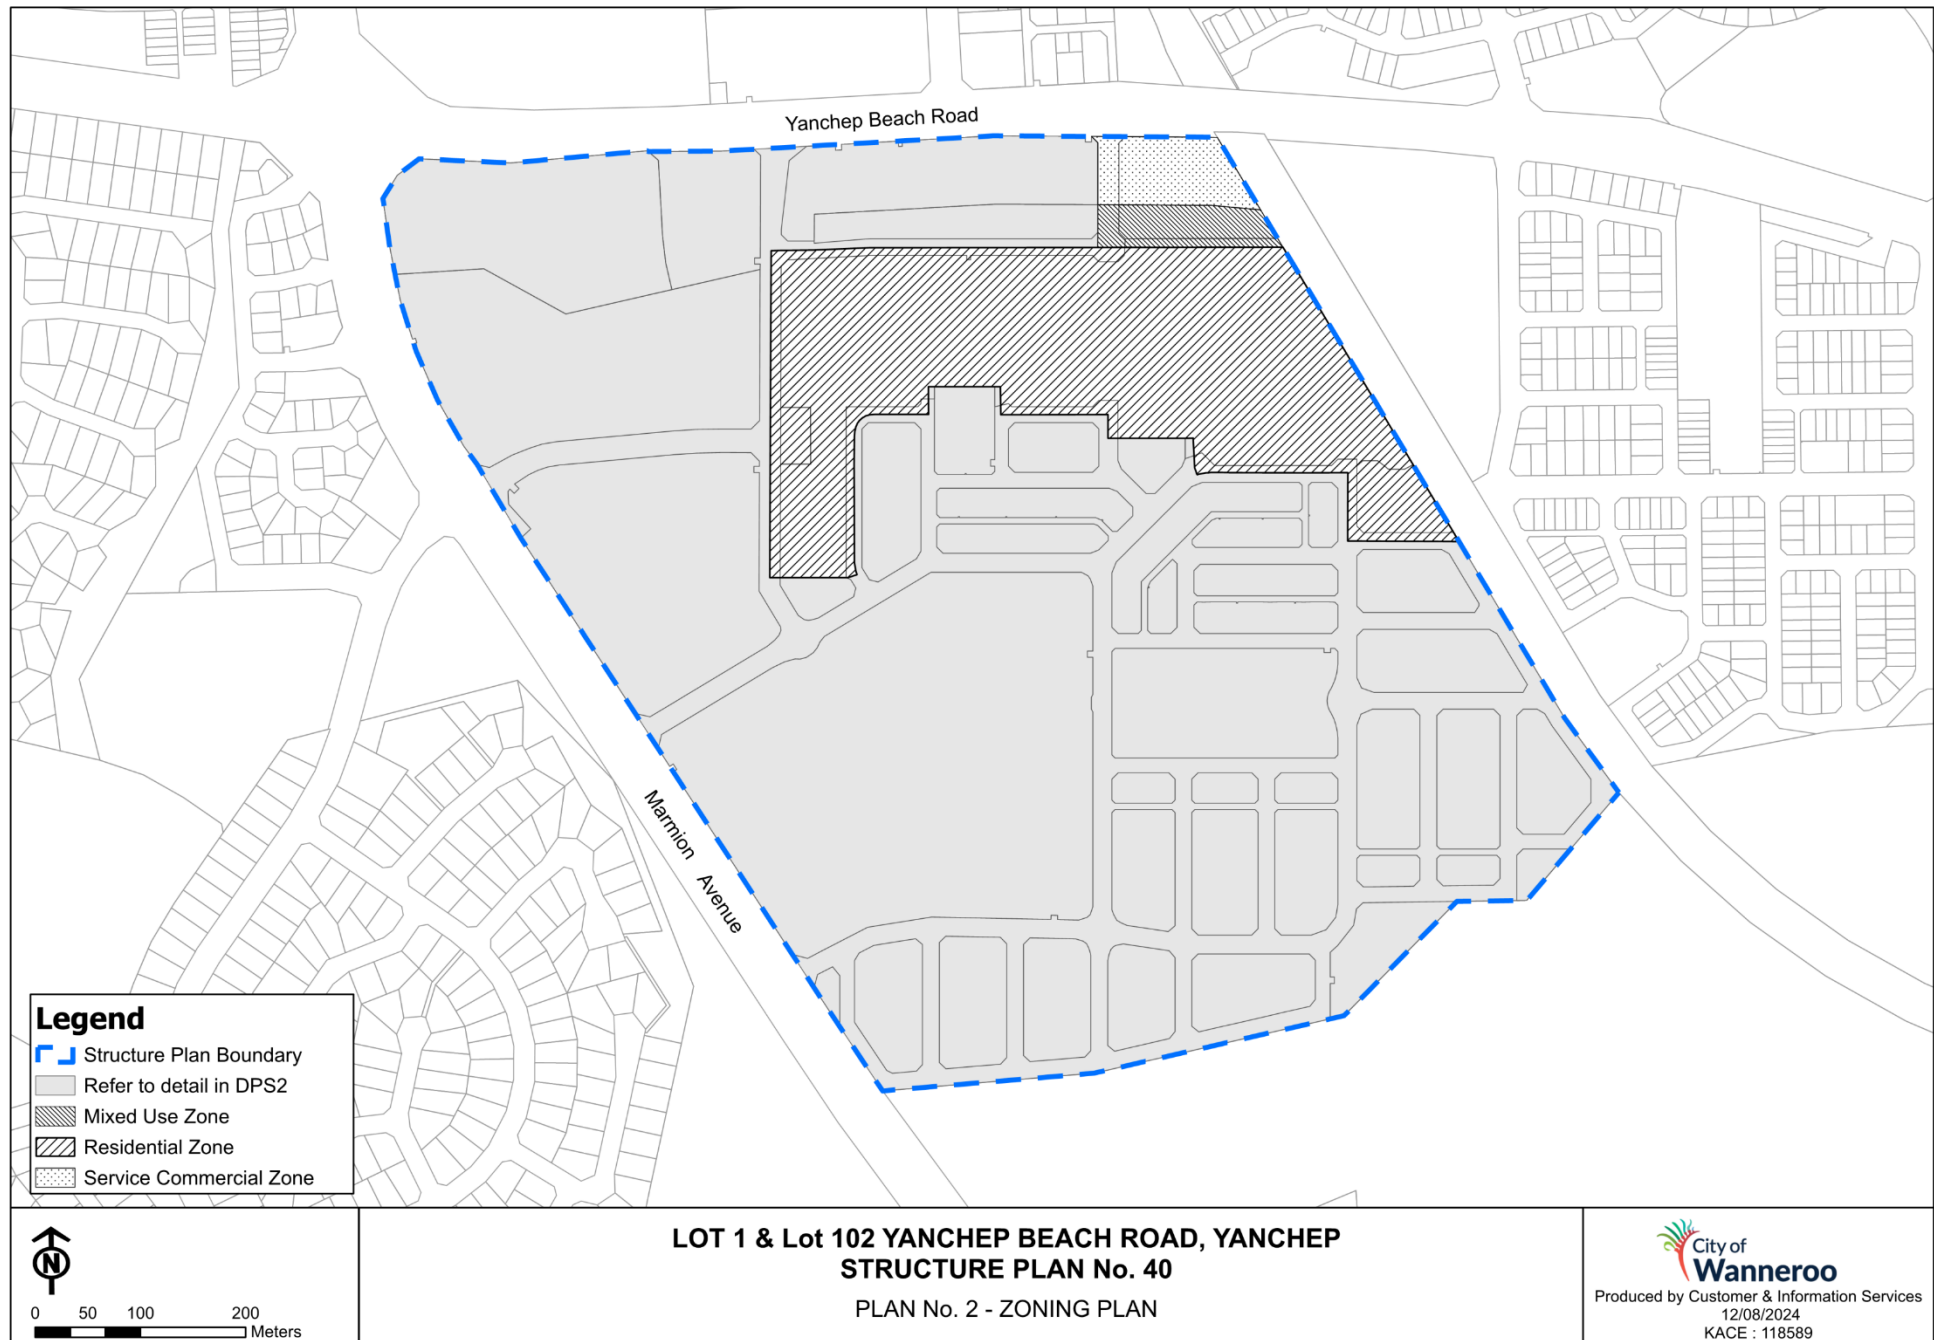 Yanchep Beach Road
Marmion Avenue
Legend
Structure Plan Boundary
Refer to detail in DPS2
Mixed Use Zone
Residential Zone
Service Commercial Zone
N
0 50 100 200
Meters
LOT 1 & Lot 102 YANCHEP BEACH ROAD, YANCHEP
STRUCTURE PLAN No. 40
PLAN No. 2 - ZONING PLAN
City of
Wanneroo
Produced by Customer & Information Services
12/08/2024
KACE : 118589